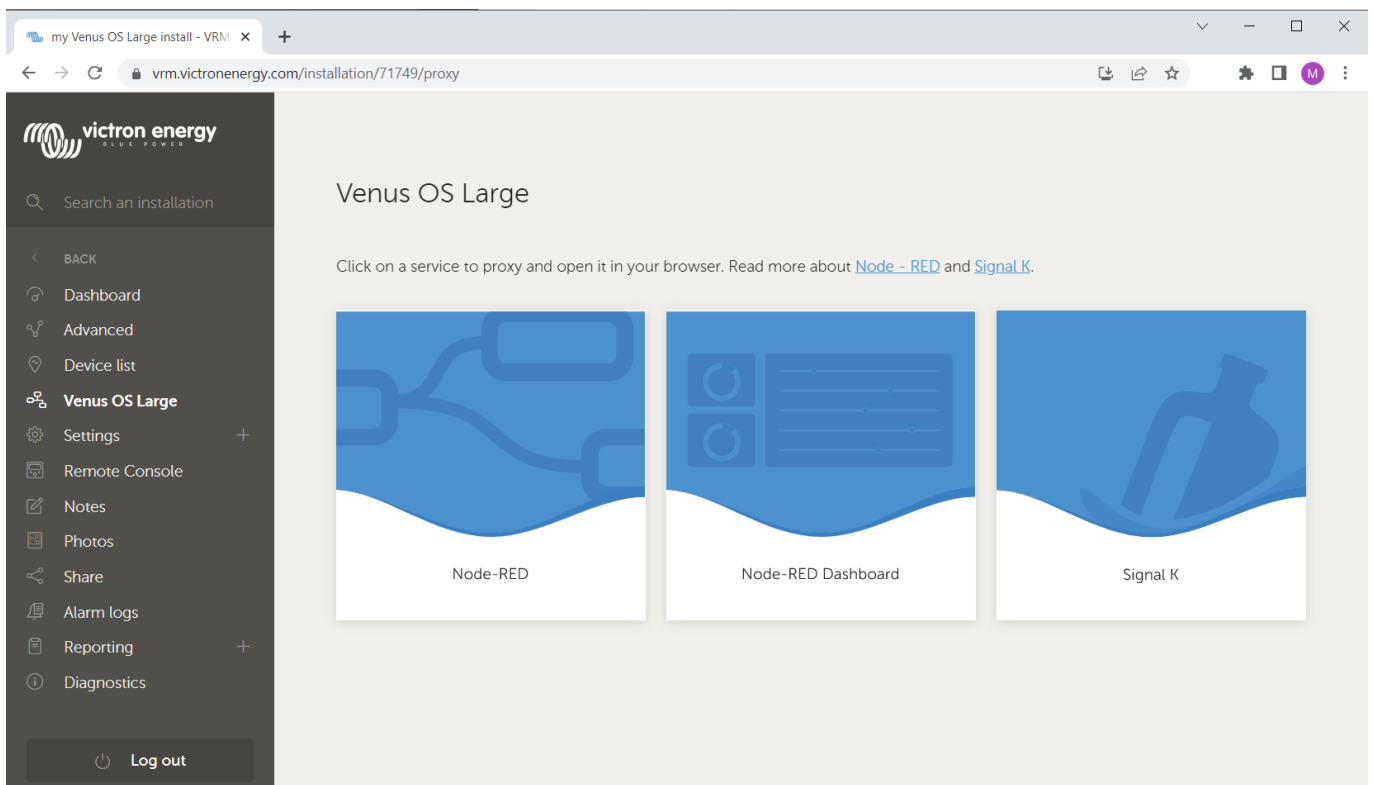 my Venus OS Large install - VRM
vrm.victronenergy.com/installation/71749/proxy
M
victron energy
BLUE POWER
Search an installation
BACK
Dashboard
Advanced
Device list
Venus OS Large
Settings
Remote Console
Notes
Photos
Share
Alarm logs
Reporting
Diagnostics
Log out
Venus OS Large
Click on a service to proxy and open it in your browser. Read more about Node - RED and Signal K.
Node-RED
Node-RED Dashboard
Signal K